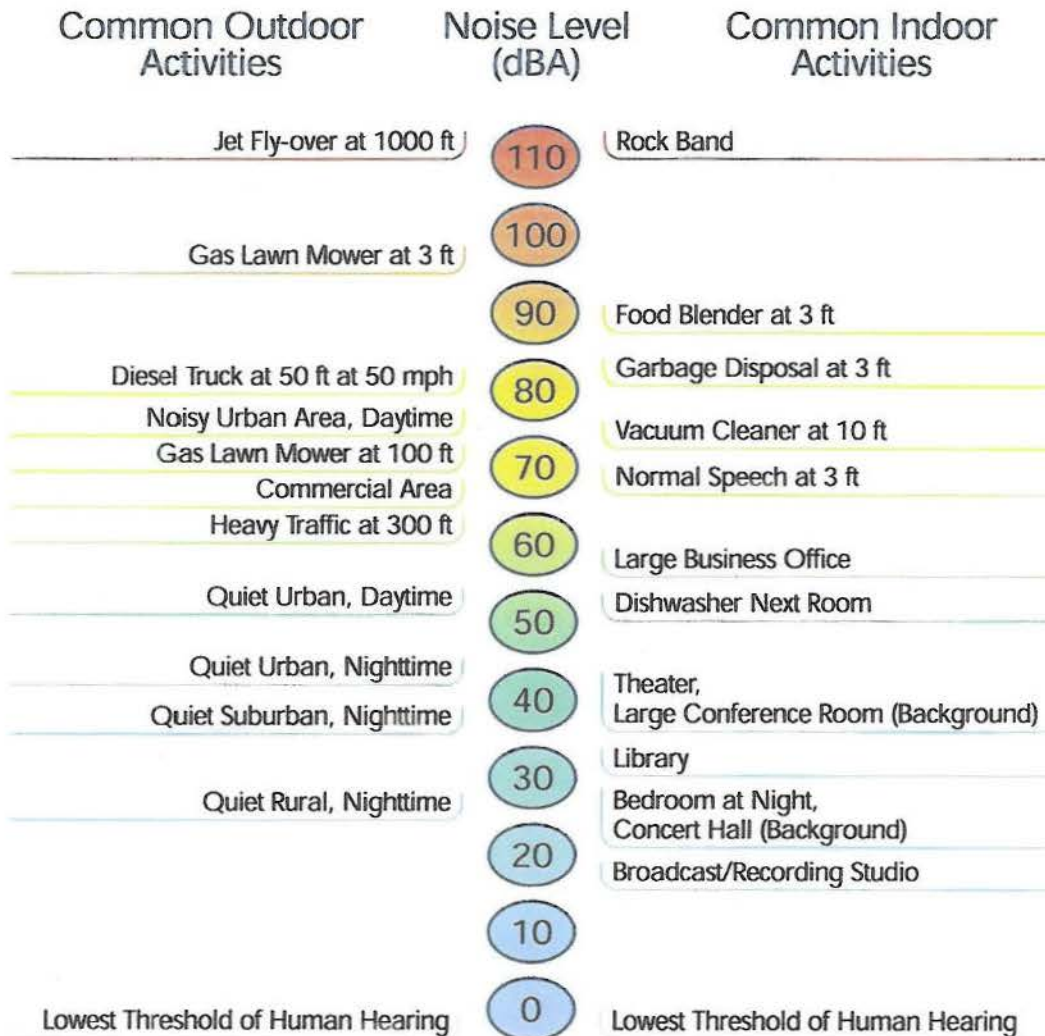 Common Outdoor Activities
Noise Level (dBA)
Common Indoor Activities
Jet Fly-over at 1000 ft
110
Rock Band
100
Gas Lawn Mower at 3 ft
90
Food Blender at 3 ft
Diesel Truck at 50 ft at 50 mph
80
Garbage Disposal at 3 ft
Noisy Urban Area, Daytime
Vacuum Cleaner at 10 ft
Gas Lawn Mower at 100 ft
70
Normal Speech at 3 ft
Commercial Area
Heavy Traffic at 300 ft
60
Large Business Office
Quiet Urban, Daytime
50
Dishwasher Next Room
Quiet Urban, Nighttime
40
Theater,
Large Conference Room (Background)
Quiet Suburban, Nighttime
30
Library
Quiet Rural, Nighttime
Bedroom at Night,
Concert Hall (Background)
20
Broadcast/Recording Studio
10
Lowest Threshold of Human Hearing
0
Lowest Threshold of Human Hearing